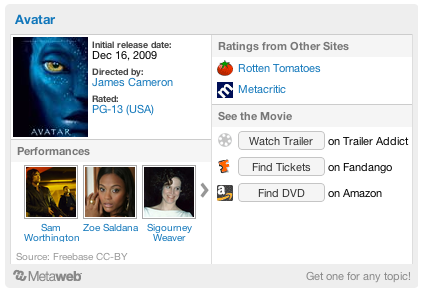 Avatar
AVATAR
Initial release date:
Dec 16, 2009
Directed by:
James Cameron
Rated:
PG-13 (USA)
Performances
Sam
Worthington
Zoe Saldana
Sigourney
Weaver
Source: Freebase CC-BY
Ratings from Other Sites
Rotten Tomatoes
Metacritic
See the Movie
Watch Trailer on Trailer Addict
Find Tickets on Fandango
Find DVD on Amazon
Metaweb
Get one for any topic!